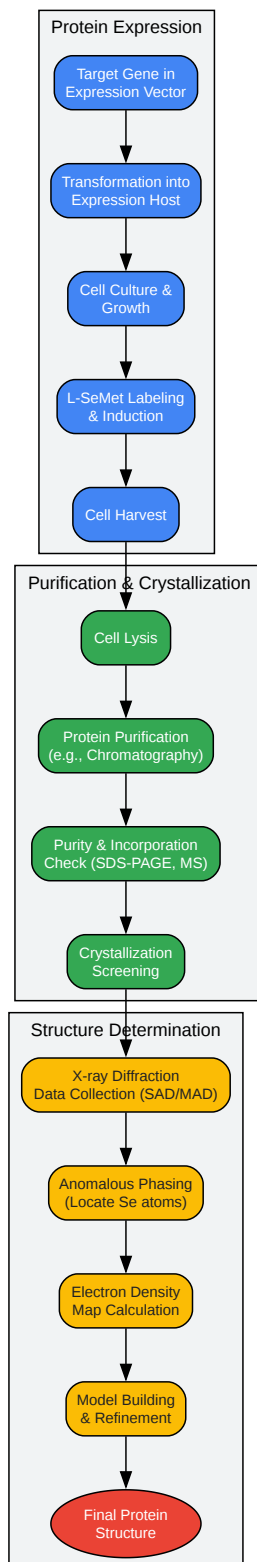 Protein Expression
Target Gene in
Expression Vector
Transformation into
Expression Host
Cell Culture &
Growth
L-SeMet Labeling
& Induction
Cell Harvest
Purification & Crystallization
Cell Lysis
Protein Purification
(e.g., Chromatography)
Purity & Incorporation
Check (SDS-PAGE, MS)
Crystallization
Screening
Structure Determination
X-ray Diffraction
Data Collection (SAD/MAD)
Anomalous Phasing
(Locate Se atoms)
Electron Density
Map Calculation
Model Building
& Refinement
Final Protein
Structure